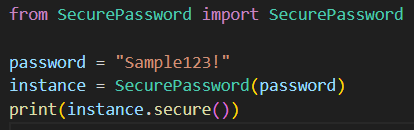 from SecurePassword import SecurePassword
password = "Sample123!"
instance = SecurePassword(password)
print(instance.secure())